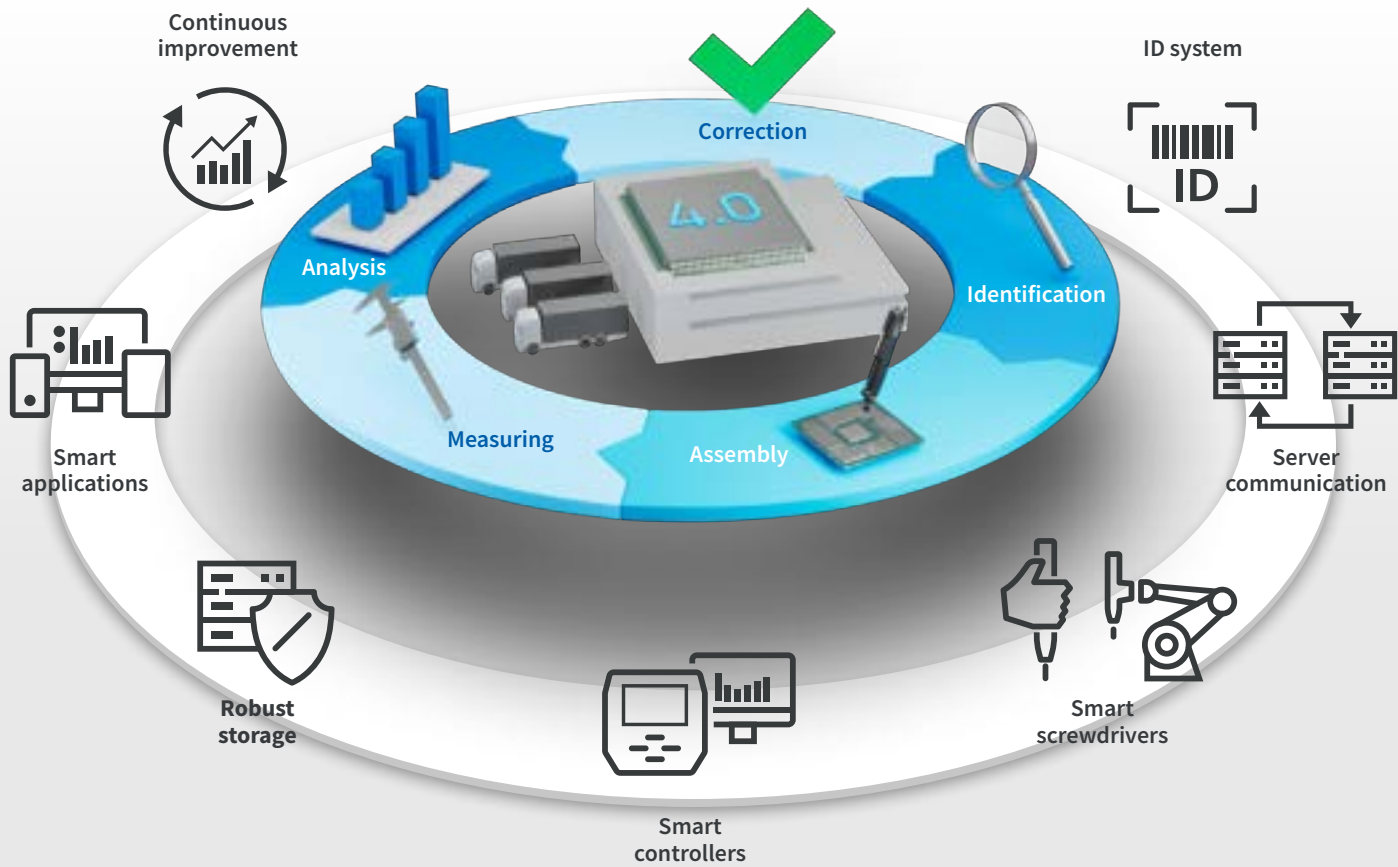 Continuous
improvement
ID system
Correction
ID
4.0
Analysis
Identification
Measuring
Assembly
Smart
applications
Server
communication
Robust
storage
Smart
screwdrivers
Smart
controllers